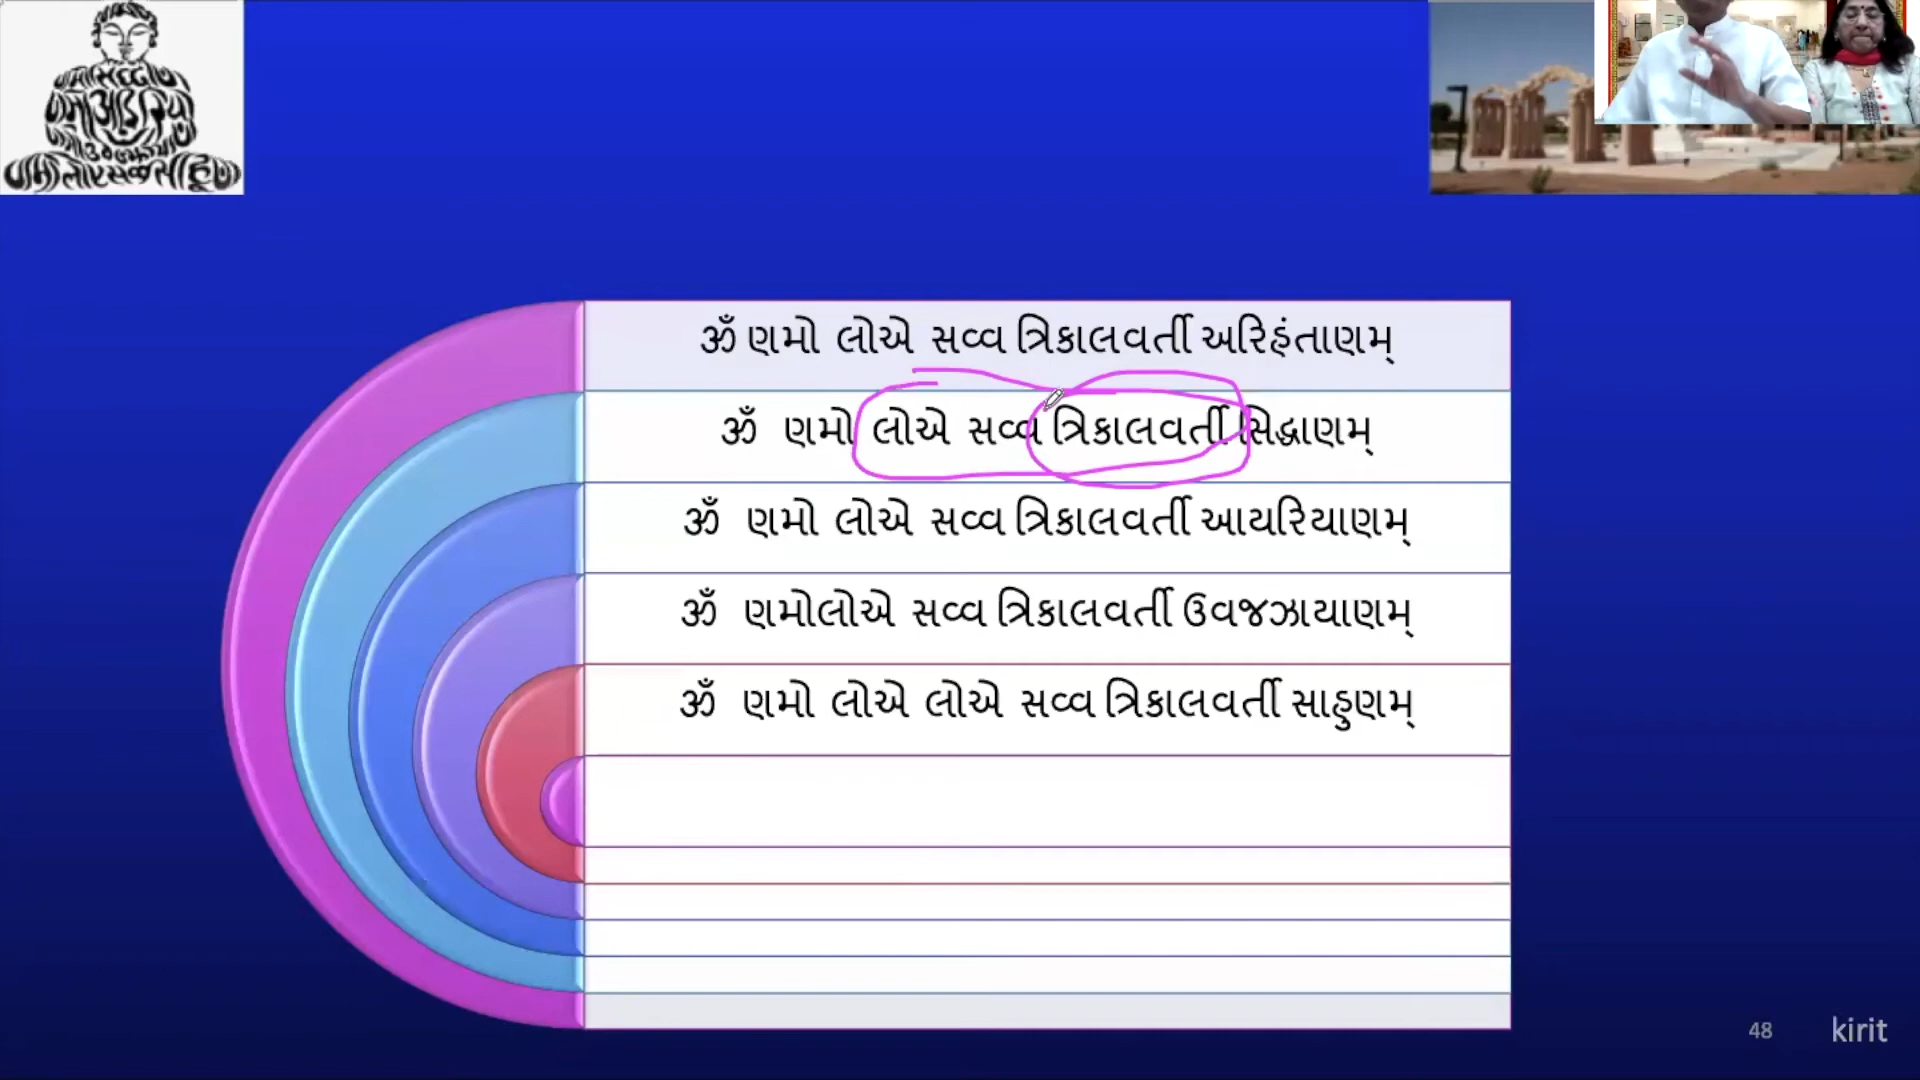 ૐ ણમો લોએ સવ્વ ત્રિકાલવર્તી અરિહંતાણમ્
ૐ ણમો લોએ સવ્વ ત્રિકાલવર્તી સિદ્ધાણમ્
ૐ ણમો લોએ સવ્વ ત્રિકાલવર્તી આયરિયાણમ્
ૐ ણમોલોએ સવ્વ ત્રિકાલવર્તી ઉવજઝાયાણમ્
ૐ ણમો લોએ લોએ સવ્વ ત્રિકાલવર્તી સાહુણમ્
48 kirit